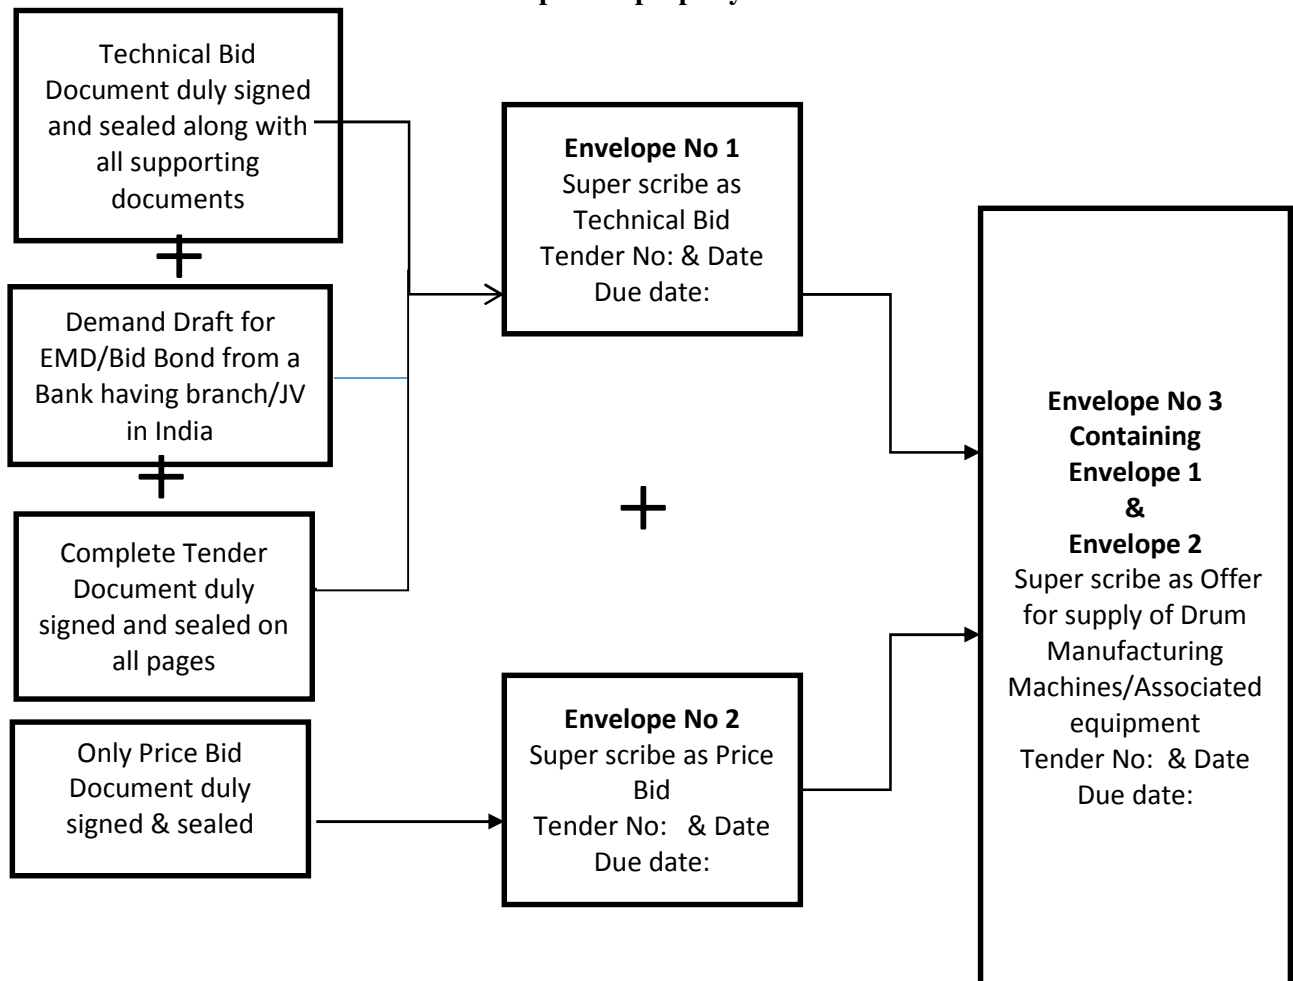 Technical Bid
Document duly signed
and sealed along with
all supporting
documents
Demand Draft for
EMD/Bid Bond from a
Bank having branch/JV
in India
Complete Tender
Document duly
signed and sealed on
all pages
Only Price Bid
Document duly
signed & sealed
Envelope No 1
Super scribe as
Technical Bid
Tender No: & Date
Due date:
Envelope No 2
Super scribe as Price
Bid
Tender No: & Date
Due date:
Envelope No 3
Containing
Envelope 1
&
Envelope 2
Super scribe as Offer
for supply of Drum
Manufacturing
Machines/Associated
equipment
Tender No: & Date
Due date: